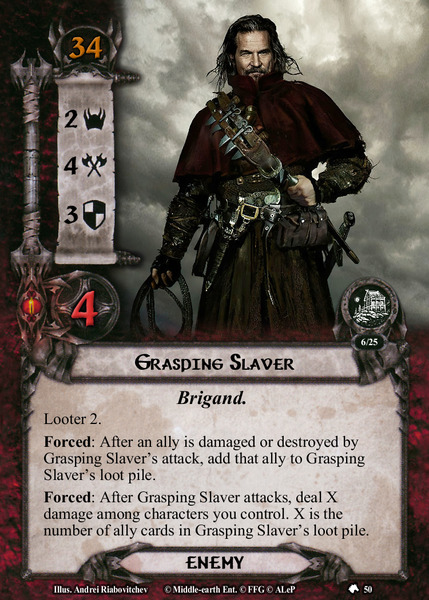 34
2
4
3
4
6/25
Grasping Slaver
Brigand.
Looter 2.
Forced: After an ally is damaged or destroyed by
Grasping Slaver's attack, add that ally to Grasping
Slaver's loot pile.
Forced: After Grasping Slaver attacks, deal X
damage among characters you control. X is the
number of ally cards in Grasping Slaver's loot pile.
ENEMY
Illus. Andrei Riabovitchev © Middle-earth Ent. © FFG © ALeP 50